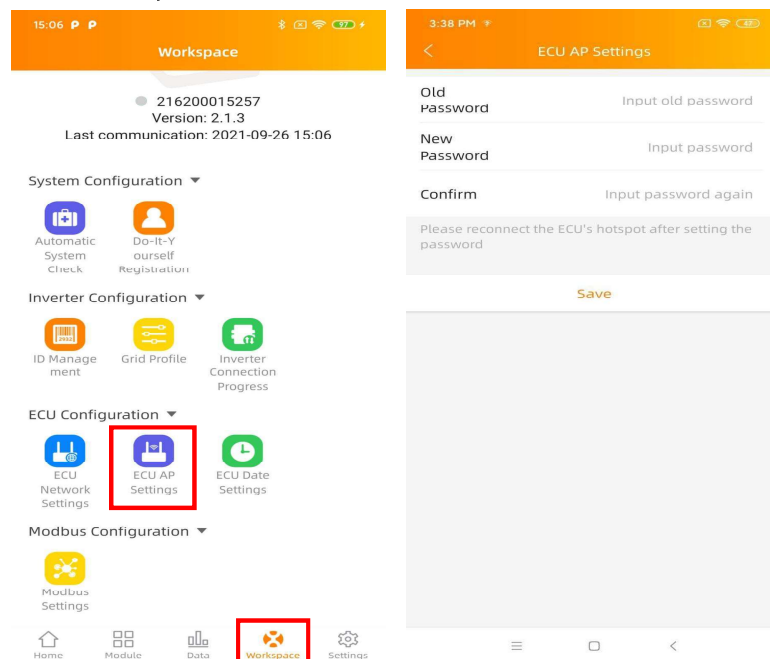 15:06 P P
97
Workspace
216200015257
Version: 2.1.3
Last communication: 2021-09-26 15:06
System Configuration
Automatic
System
Check
Do-It-Y
ourself
Registration
Inverter Configuration
ID Manage
ment
Grid Profile
Inverter
Connection
Progress
ECU Configuration
ECU
Network
Settings
ECU AP
Settings
ECU Date
Settings
Modbus Configuration
Modbus
Settings
Home
Module
Data
Workspace
Settings
3:38 PM
ECU AP Settings
Old
Password
Input old password
New
Password
Input password
Confirm
Input password again
Please reconnect the ECU's hotspot after setting the
password
Save